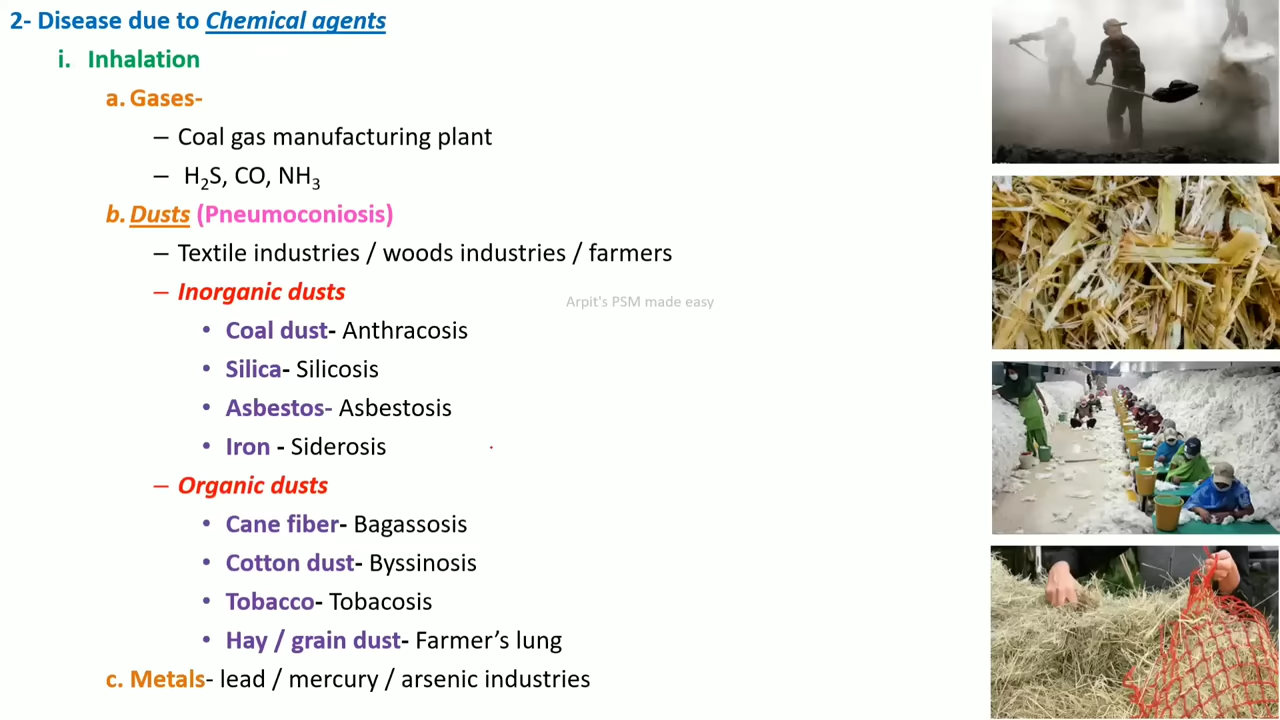 2- Disease due to Chemical agents
i. Inhalation
a. Gases-
– Coal gas manufacturing plant
– H₂S, CO, NH₃
b. Dusts (Pneumoconiosis)
– Textile industries / woods industries / farmers
– Inorganic dusts
Arpit's PSM made easy
• Coal dust- Anthracosis
• Silica- Silicosis
• Asbestos- Asbestosis
• Iron - Siderosis
– Organic dusts
• Cane fiber- Bagassosis
• Cotton dust- Byssinosis
• Tobacco- Tobacosis
• Hay / grain dust- Farmer’s lung
c. Metals- lead / mercury / arsenic industries